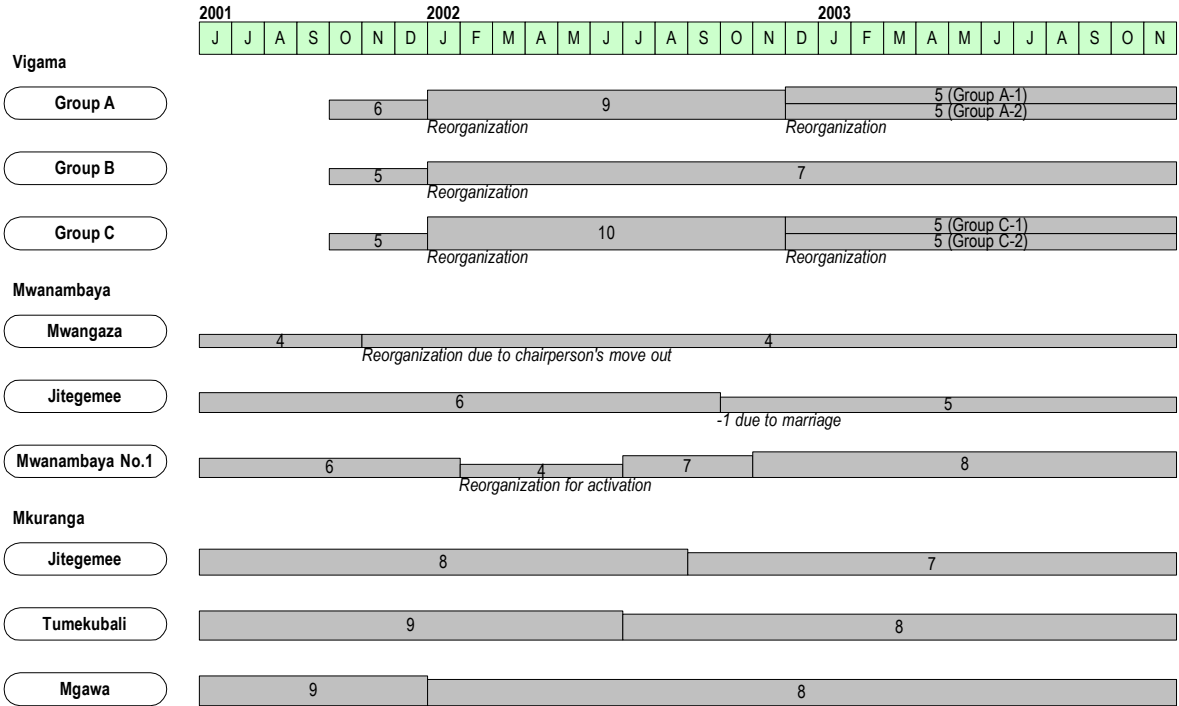 2001 2002 2003
J J A S O N D J F M A M J J A S O N D J F M A M J J A S O N
Vigama
Group A 6 9 5 (Group A-1)
5 (Group A-2)
Reorganization Reorganization
Group B 5 7
Reorganization
Group C 5 10 5 (Group C-1)
5 (Group C-2)
Reorganization Reorganization
Mwanambaya
Mwangaza 4 4
Reorganization due to chairperson's move out
Jitegemee 6 5
-1 due to marriage
Mwanambaya No.1 6 4 7 8
Reorganization for activation
Mkuranga
Jitegemee 8 7
Tumekubali 9 8
Mgawa 9 8